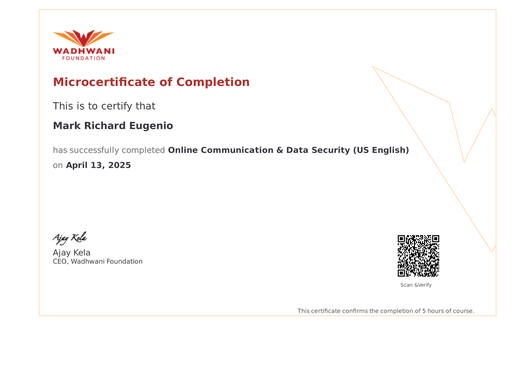 WADHWANI
FOUNDATION
Microcertificate of Completion
This is to certify that
Mark Richard Eugenio
has successfully completed Online Communication & Data Security (US English)
on April 13, 2025
Ajay Kela
Ajay Kela
CEO, Wadhwani Foundation
Scan &Verify
This certificate confirms the completion of 5 hours of course.